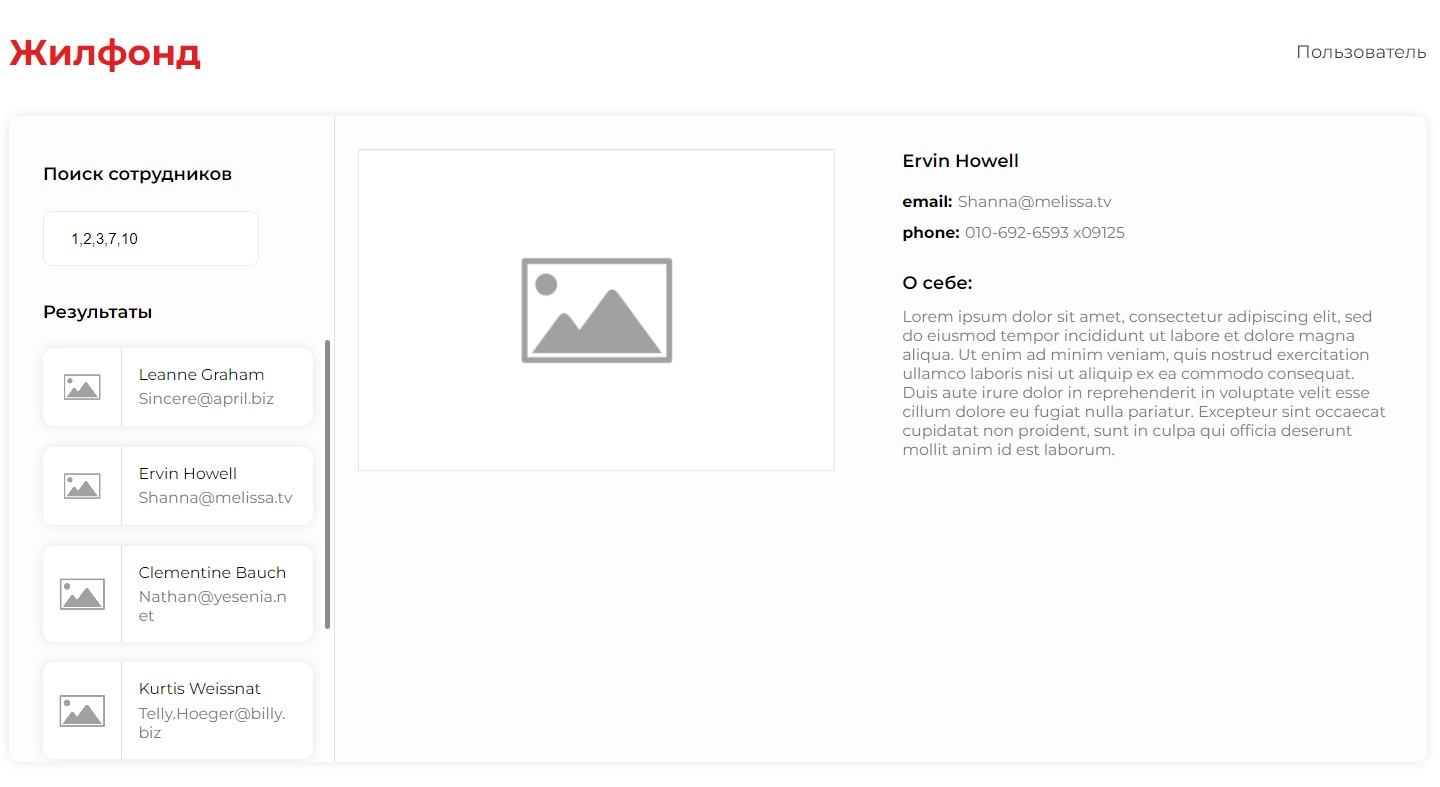 Жилфонд
Пользователь
Поиск сотрудников
1,2,3,7,10
Результаты
Leanne Graham
Sincere@april.biz
Ervin Howell
Shanna@melissa.tv
Clementine Bauch
Nathan@yesenia.n
et
Kurtis Weissnat
Telly.Hoeger@billy.
biz
Ervin Howell
email: Shanna@melissa.tv
phone: 010-692-6593 x09125
О себе:
Lorem ipsum dolor sit amet, consectetur adipiscing elit, sed
do eiusmod tempor incididunt ut labore et dolore magna
aliqua. Ut enim ad minim veniam, quis nostrud exercitation
ullamco laboris nisi ut aliquip ex ea commodo consequat.
Duis aute irure dolor in reprehenderit in voluptate velit esse
cillum dolore eu fugiat nulla pariatur. Excepteur sint occaecat
cupidatat non proident, sunt in culpa qui officia deserunt
mollit anim id est laborum.